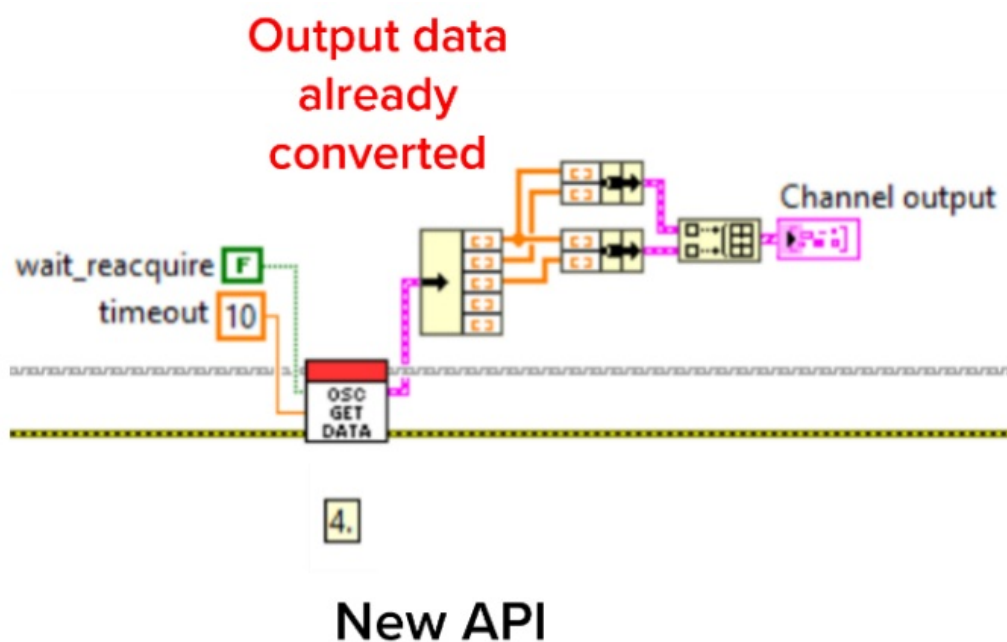 Output data
already
converted
Channel output
wait_reacquire F
timeout 10
OSC
GET
DATA
4.
New API